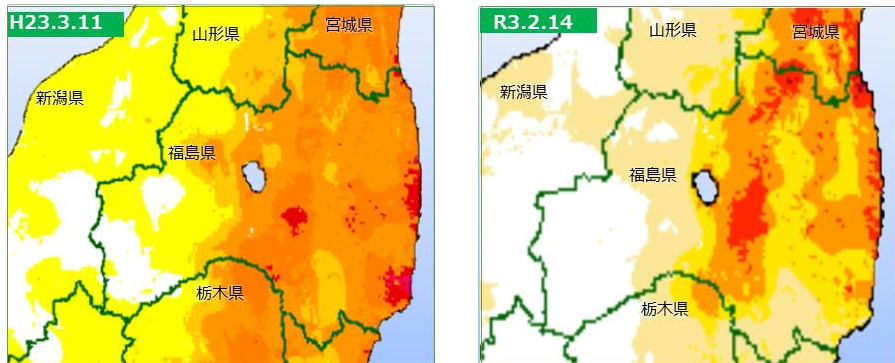 H23.3.11
山形県
宮城県
新潟県
福島県
栃木県
R3.2.14
山形県
宮城県
新潟県
福島県
栃木県